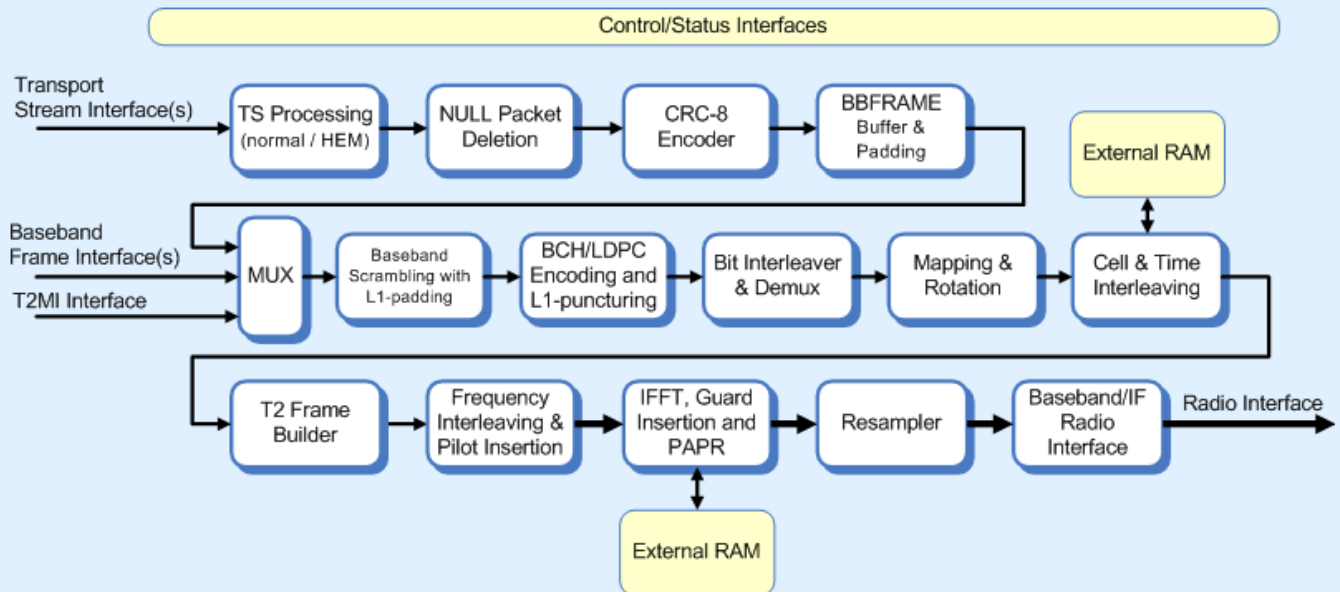 Control/Status Interfaces
Transport
Stream Interface(s)
TS Processing
(normal / HEM)
NULL Packet
Deletion
CRC-8
Encoder
BBFRAME
Buffer &
Padding
External RAM
Baseband
Frame Interface(s)
T2MI Interface
MUX
Baseband
Scrambling with
L1-padding
BCH/LDPC
Encoding and
L1-puncturing
Bit Interleaver
& Demux
Mapping &
Rotation
Cell & Time
Interleaving
T2 Frame
Builder
Frequency
Interleaving &
Pilot Insertion
IFFT, Guard
Insertion and
PAPR
Resampler
Baseband/IF
Radio
Interface
Radio Interface
External RAM